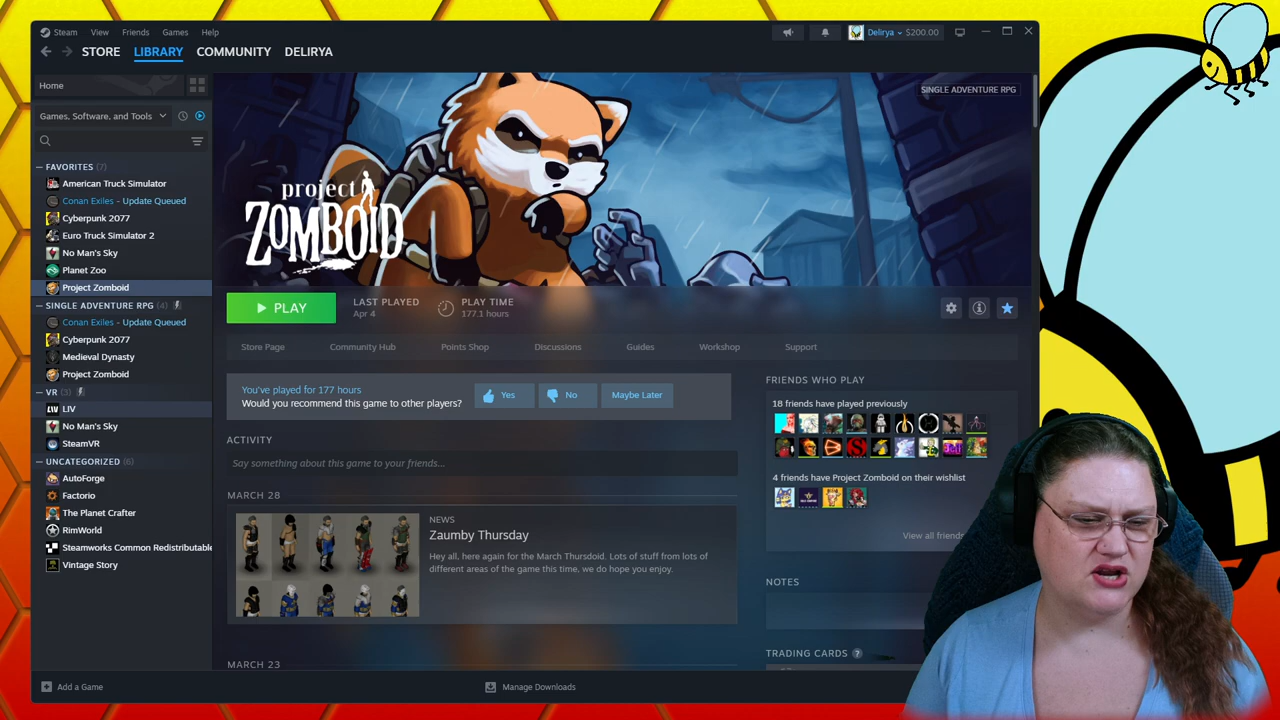 Steam View Friends Games Help
Delirya $200.00
STORE LIBRARY COMMUNITY DELIRYA
Home
Games, Software, and Tools
FAVORITES (7)
American Truck Simulator
Conan Exiles - Update Queued
Cyberpunk 2077
Euro Truck Simulator 2
No Man's Sky
Planet Zoo
Project Zomboid
SINGLE ADVENTURE RPG (4)
Conan Exiles - Update Queued
Cyberpunk 2077
Medieval Dynasty
Project Zomboid
VR (3)
LIV
No Man's Sky
SteamVR
UNCATEGORIZED (6)
AutoForge
Factorio
The Planet Crafter
RimWorld
Steamworks Common Redistributable
Vintage Story
Add a Game
SINGLE ADVENTURE RPG
project
ZOMBOID
PLAY
LAST PLAYED
Apr 4
PLAY TIME
177.1 hours
Store Page Community Hub Points Shop Discussions Guides Workshop Support
You've played for 177 hours
Would you recommend this game to other players?
Yes No Maybe Later
ACTIVITY
Say something about this game to your friends...
MARCH 28
NEWS
Zaumby Thursday
Hey all, here again for the March Thursdoid. Lots of stuff from lots of
different areas of the game this time, we do hope you enjoy.
MARCH 23
FRIENDS WHO PLAY
18 friends have played previously
4 friends have Project Zomboid on their wishlist
View all friends
NOTES
TRADING CARDS ?
Manage Downloads